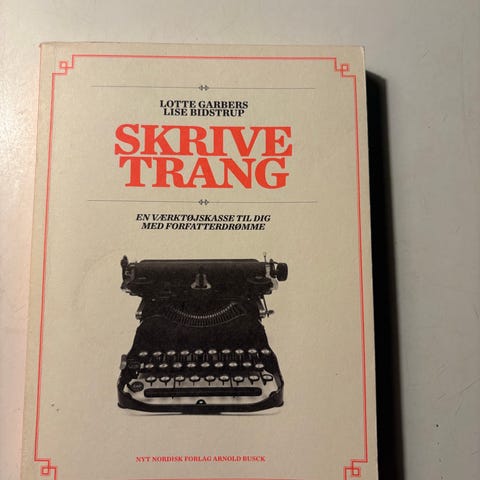 LOTTE GARBERS
LISE BIDSTRUP
SKRIVE
TRANG
EN VÆRKTØJSKASSE TIL DIG
MED FORFATTERDRØMME
NYT NORDISK FORLAG ARNOLD BUSCK